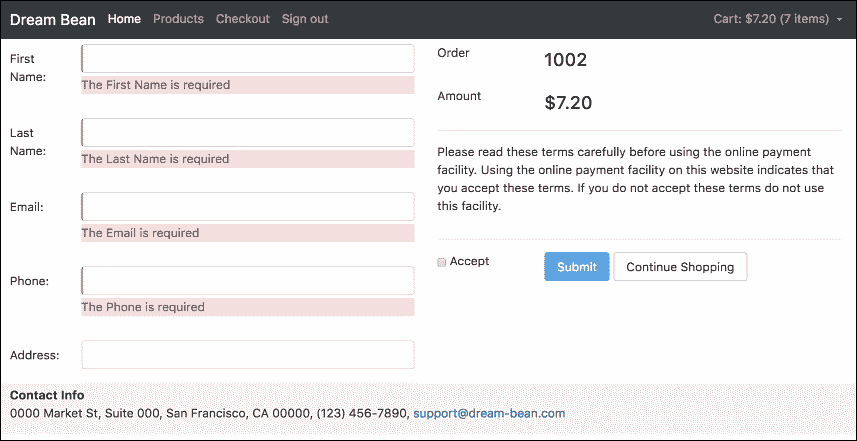 Dream Bean Home Products Checkout Sign out Cart: $7.20 (7 items)
First
Name:
The First Name is required
Last
Name:
The Last Name is required
Email:
The Email is required
Phone:
The Phone is required
Address:
Order 1002
Amount $7.20
Please read these terms carefully before using the online payment
facility. Using the online payment facility on this website indicates that
you accept these terms. If you do not accept these terms do not use
this facility.
Accept Submit Continue Shopping
Contact Info
0000 Market St, Suite 000, San Francisco, CA 00000, (123) 456-7890, support@dream-bean.com